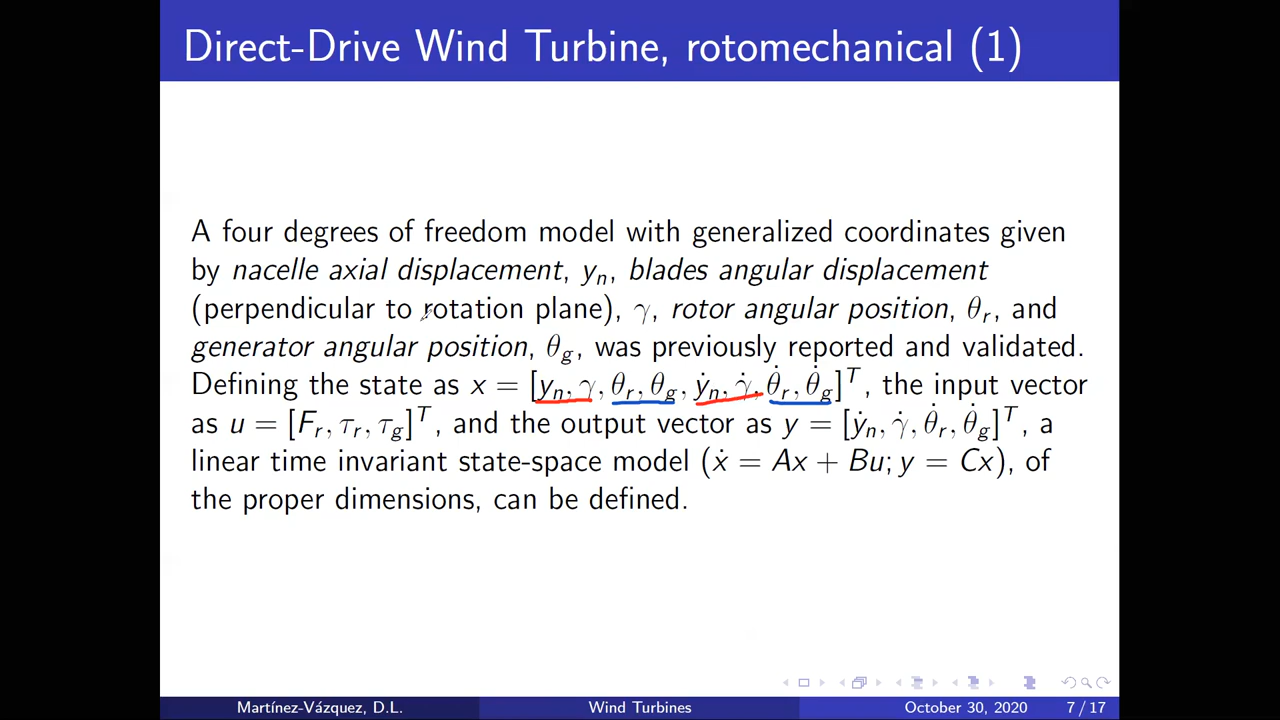 Direct-Drive Wind Turbine, rotomechanical (1)
A four degrees of freedom model with generalized coordinates given
by nacelle axial displacement, yₙ, blades angular displacement
(perpendicular to rotation plane), γ, rotor angular position, θᵣ, and
generator angular position, θ_g, was previously reported and validated.
Defining the state as x = [yₙ, γ, θᵣ, θ_g, ẏₙ, γ̇, θ̇ᵣ, θ̇_g]ᵀ, the input vector
as u = [Fᵣ, τᵣ, τ_g]ᵀ, and the output vector as y = [ẏₙ, γ̇, θ̇ᵣ, θ̇_g]ᵀ, a
linear time invariant state-space model (ẋ = Ax + Bu; y = Cx), of
the proper dimensions, can be defined.
Martínez-Vázquez, D.L. Wind Turbines October 30, 2020 7 / 17